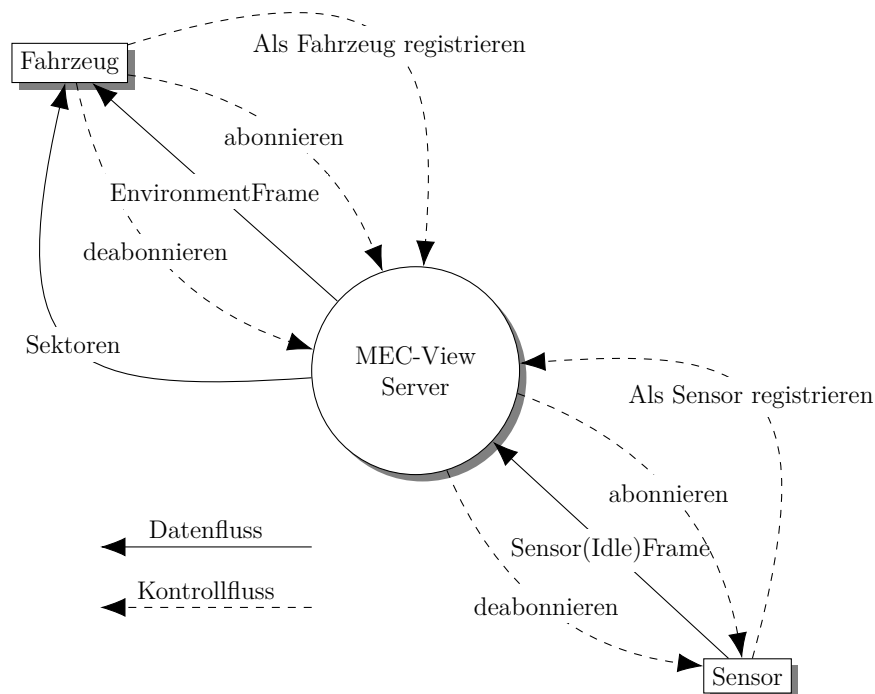 Als Fahrzeug registrieren
Fahrzeug
abonnieren
EnvironmentFrame
deabonnieren
Sektoren
MEC-View
Server
Als Sensor registrieren
abonnieren
Datenfluss
Sensor(Idle)Frame
Kontrollfluss
deabonnieren
Sensor